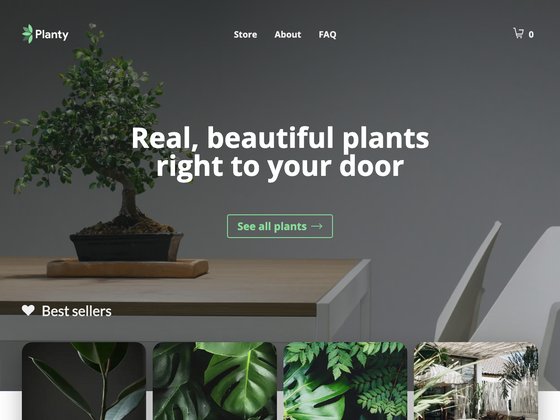 Planty
Store
About
FAQ
0
Real, beautiful plants
right to your door
See all plants
Best sellers